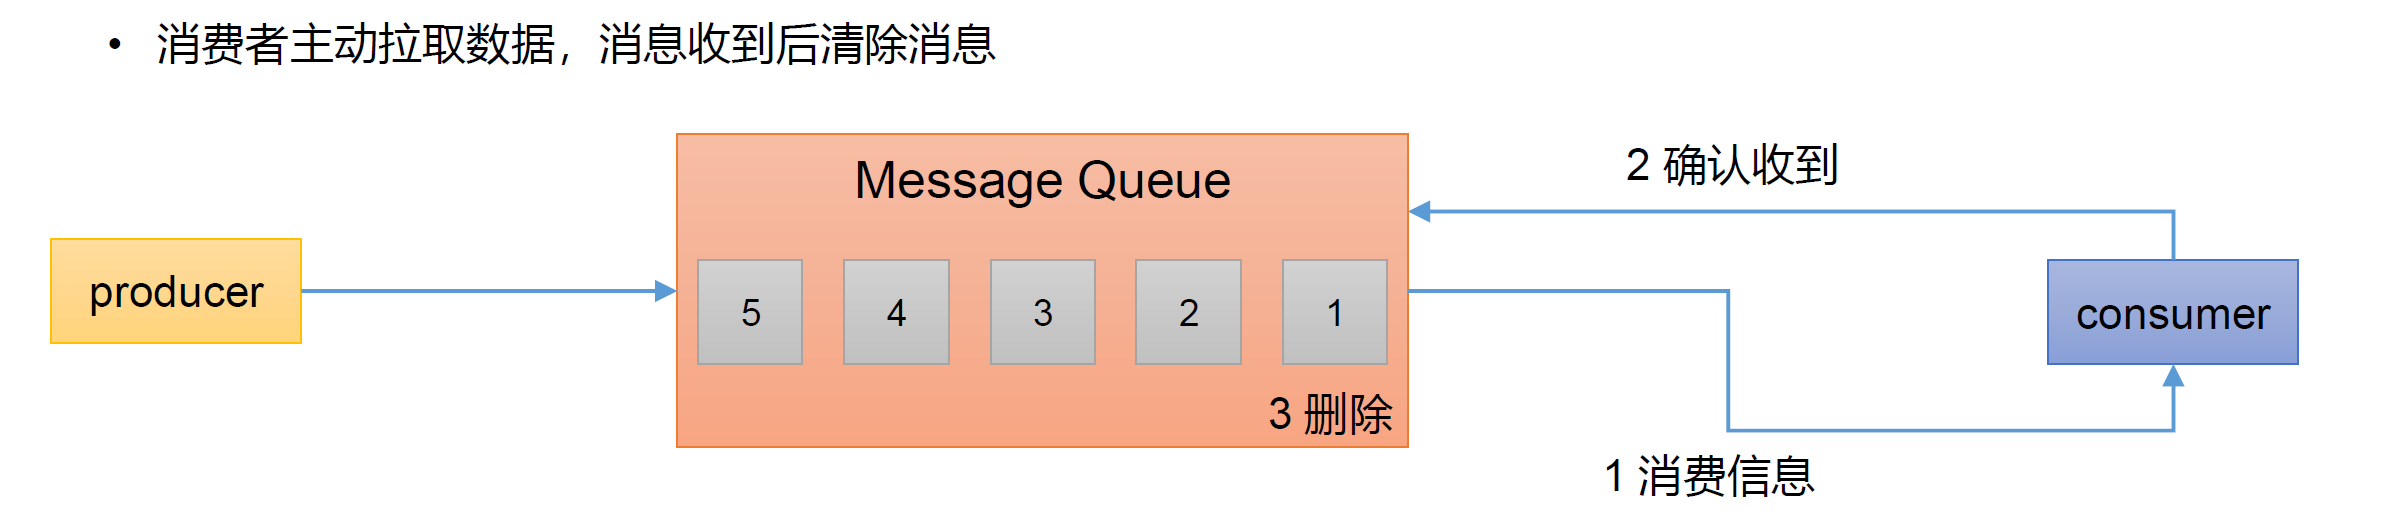 • 消费者主动拉取数据，消息收到后清除消息
Message Queue
2 确认收到
producer
5
4
3
2
1
consumer
3 删除
1 消费信息